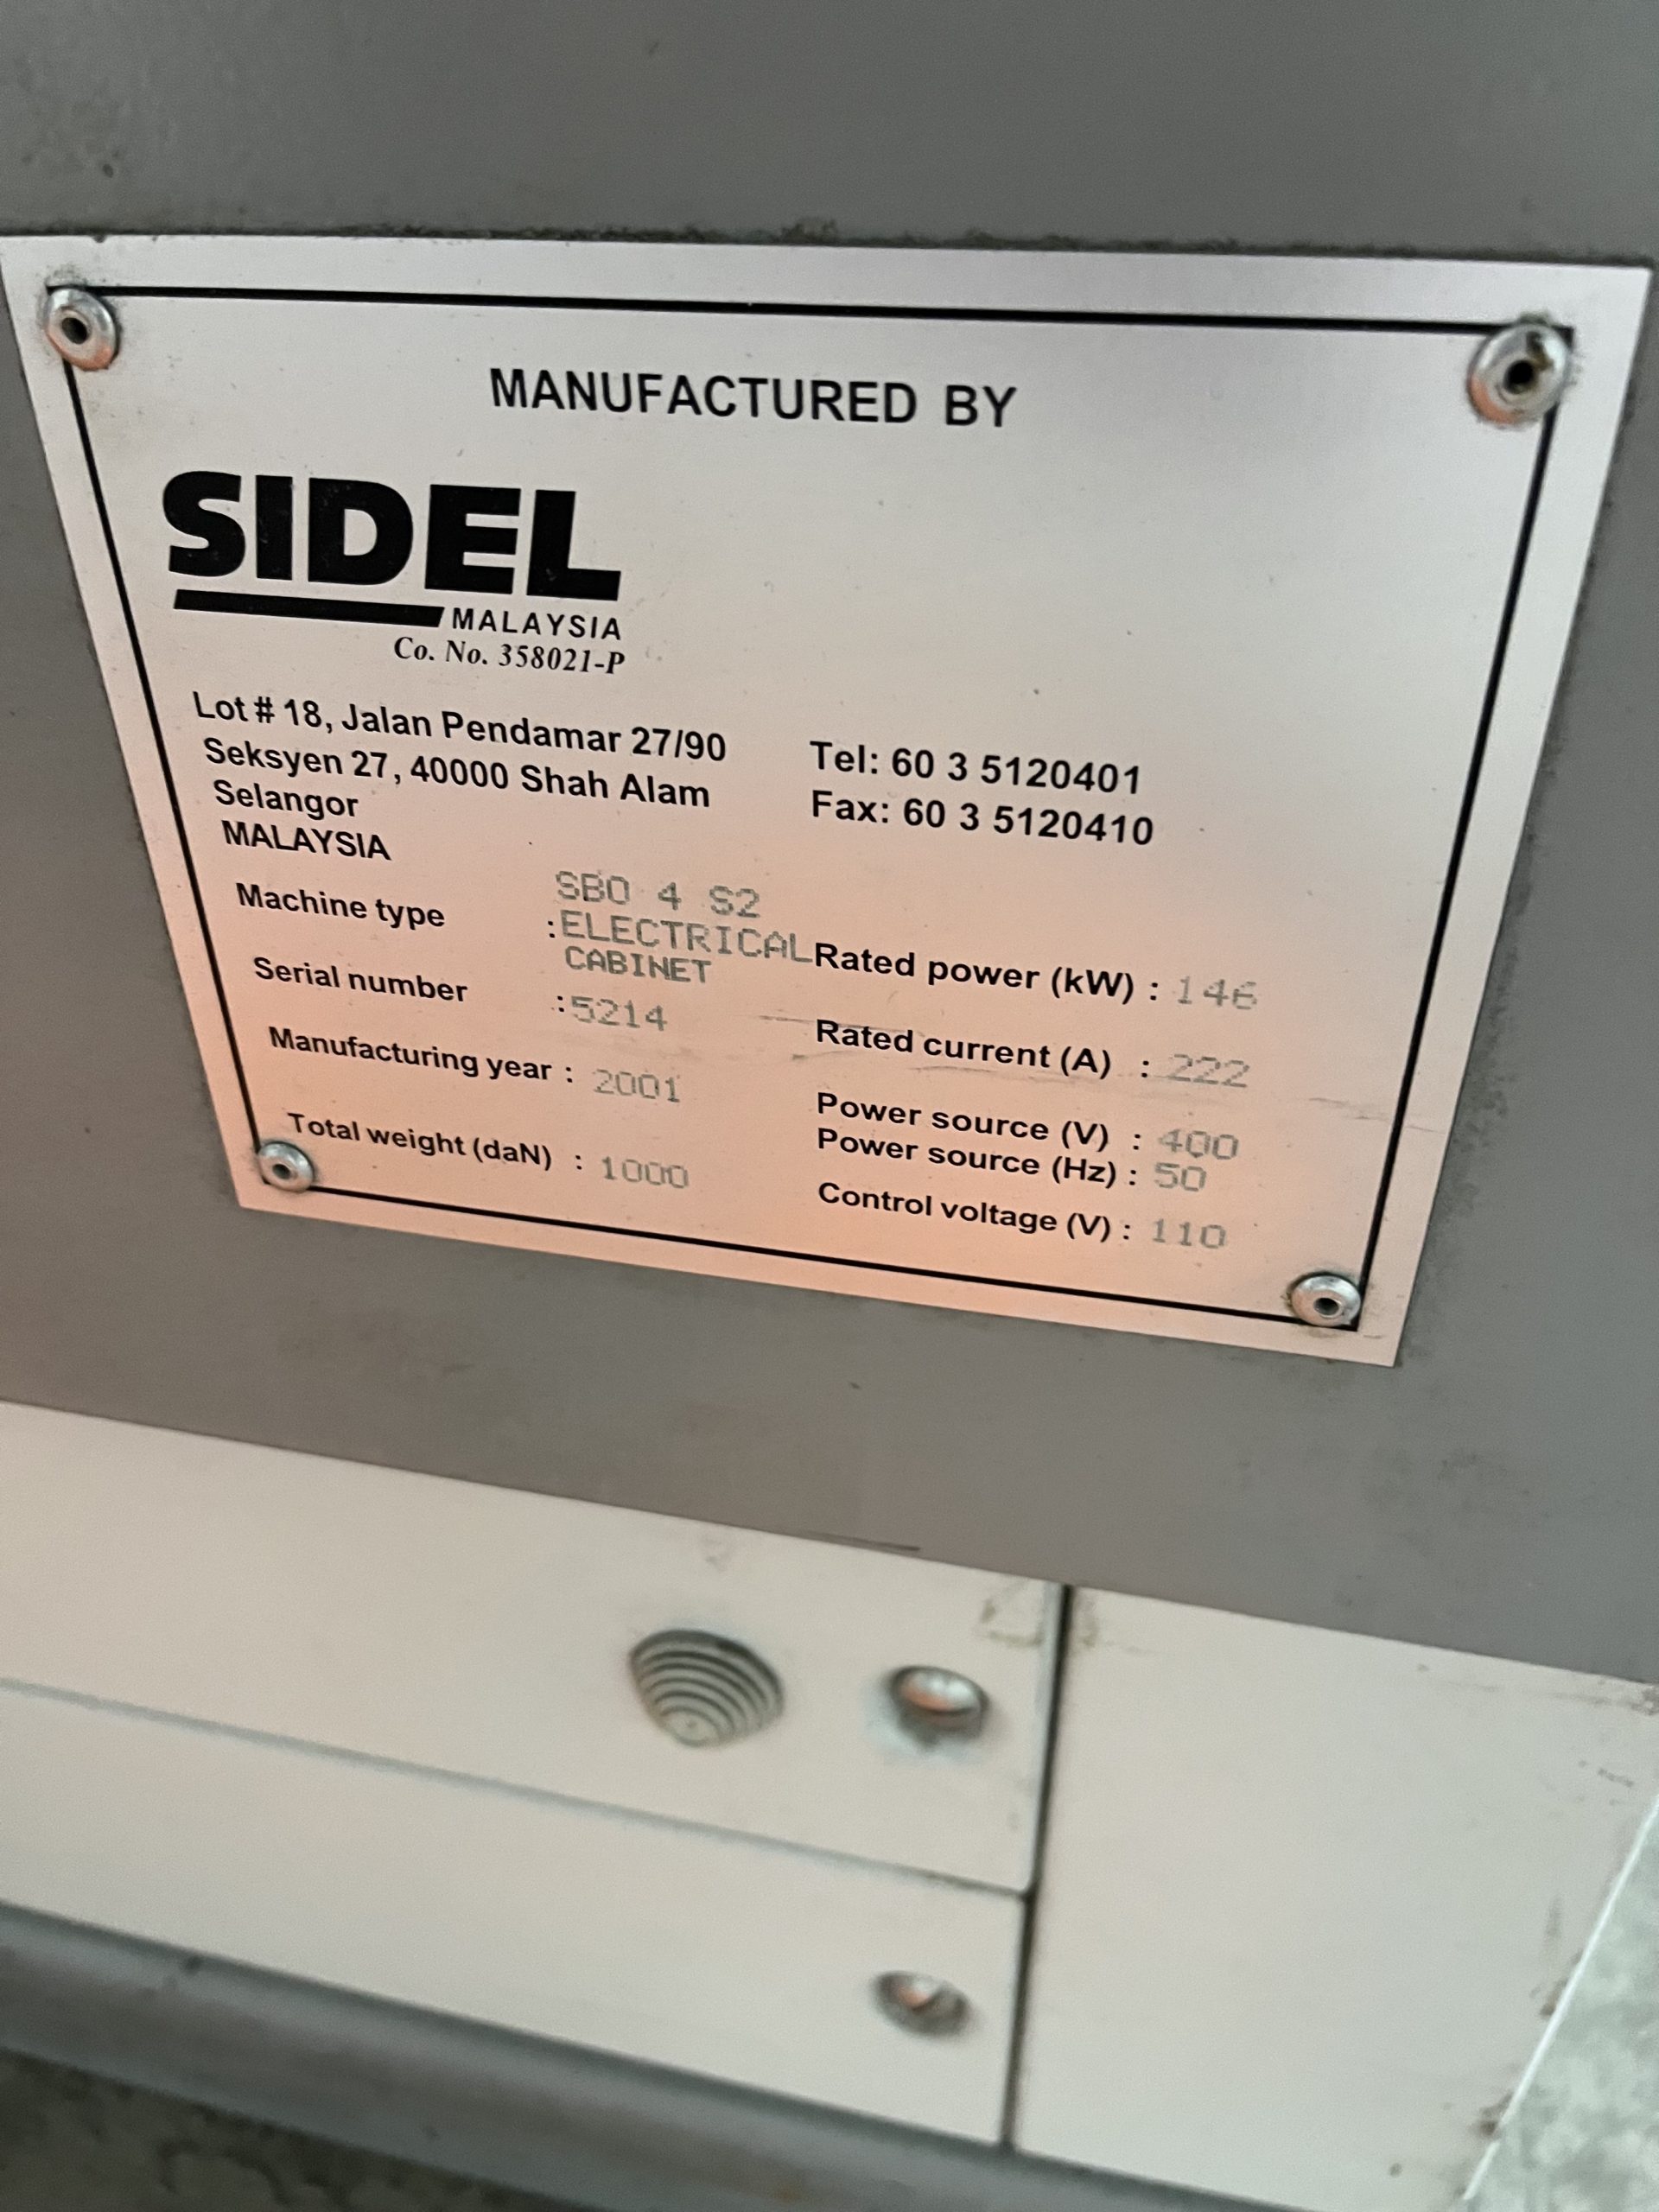 MANUFACTURED BY
SIDEL
MALAYSIA
Co. No. 358021-P
Lot # 18, Jalan Pendamar 27/90
Seksyen 27, 40000 Shah Alam
Selangor
MALAYSIA
Tel: 60 3 5120401
Fax: 60 3 5120410
Machine type : SBO 4 S2
ELECTRICAL
CABINET
Serial number : 5214
Manufacturing year : 2001
Total weight (daN) : 1000
Rated power (kW) : 146
Rated current (A) : 222
Power source (V) : 400
Power source (Hz) : 50
Control voltage (V) : 110